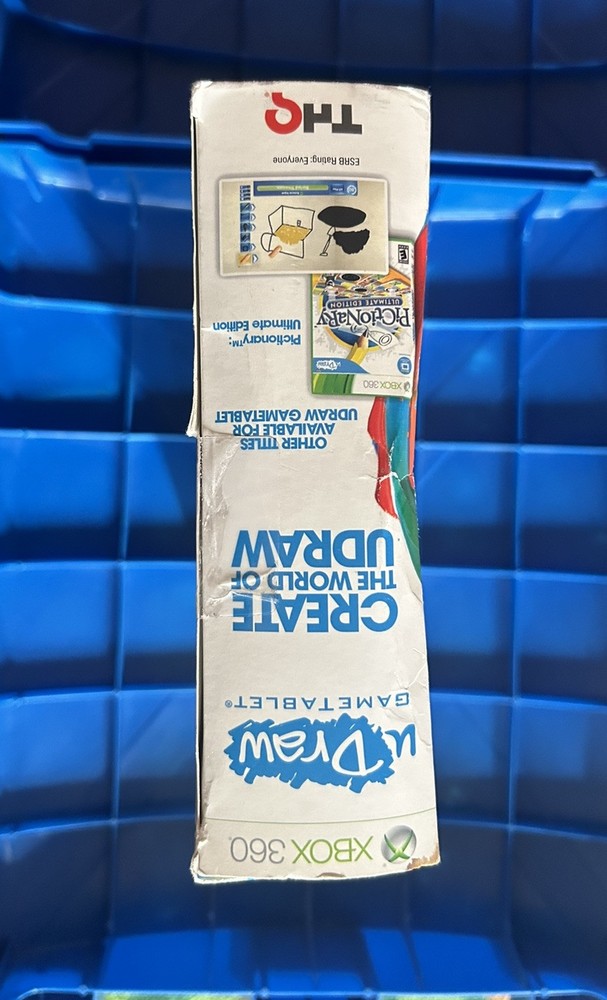 XBOX 360
uDraw
GAMETABLET®
CREATE
THE WORLD OF
UDRAW
OTHER TITLES
AVAILABLE FOR
UDRAW GAMETABLET
XBOX 360
uDraw
PICTIONARY
ULTIMATE EDITION
E
Pictionary™:
Ultimate Edition
ESRB Rating: Everyone
THQ